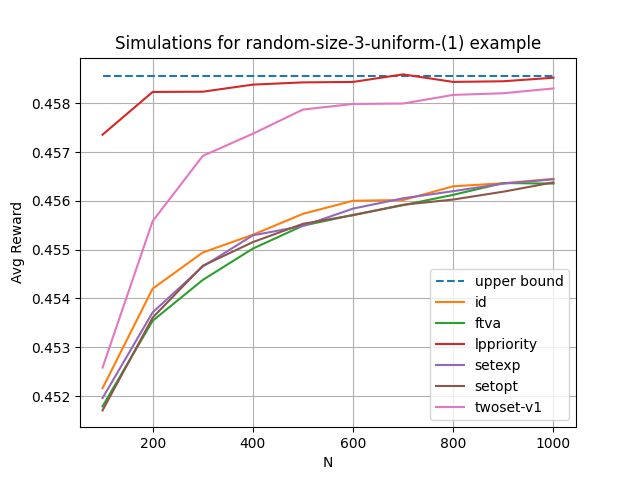 Simulations for random-size-3-uniform-(1) example
Avg Reward
0.458
0.457
0.456
0.455
0.454
0.453
0.452
200
400
600
800
1000
N
upper bound
id
ftva
lppriority
setexp
setopt
twoset-v1